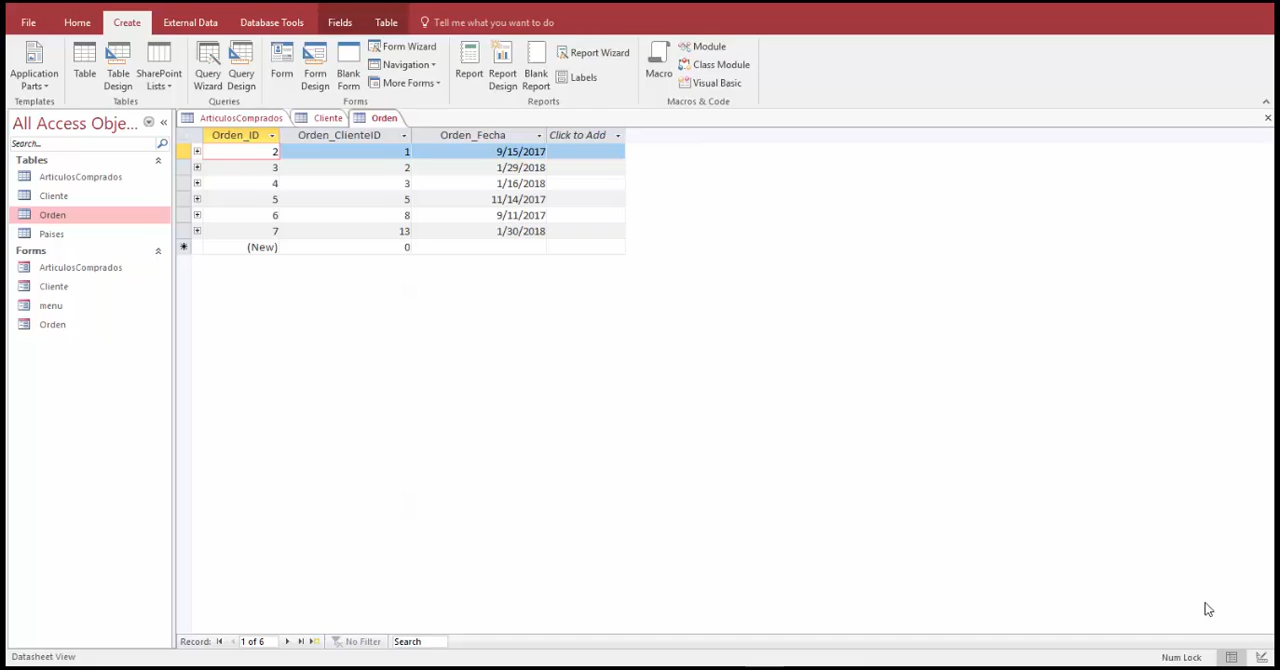 File Home Create External Data Database Tools Fields Table Tell me what you want to do
Application Parts Table Table Design SharePoint Lists Query Wizard Query Design Form Form Design Blank Form Form Wizard Navigation More Forms Report Report Design Blank Report Report Wizard Labels Macro Module Class Module Visual Basic
Templates Tables Queries Forms Reports Macros & Code
All Access Obje... «
Search...
Tables
ArticulosComprados
Cliente
Orden
Paises
Forms
ArticulosComprados
Cliente
menu
Orden
ArticulosComprados Cliente Orden
Orden_ID Orden_ClienteID Orden_Fecha Click to Add
2 1 9/15/2017
3 2 1/29/2018
4 3 1/16/2018
5 5 11/14/2017
6 8 9/11/2017
7 13 1/30/2018
(New) 0
Record: 1 of 6 No Filter Search
Datasheet View Num Lock